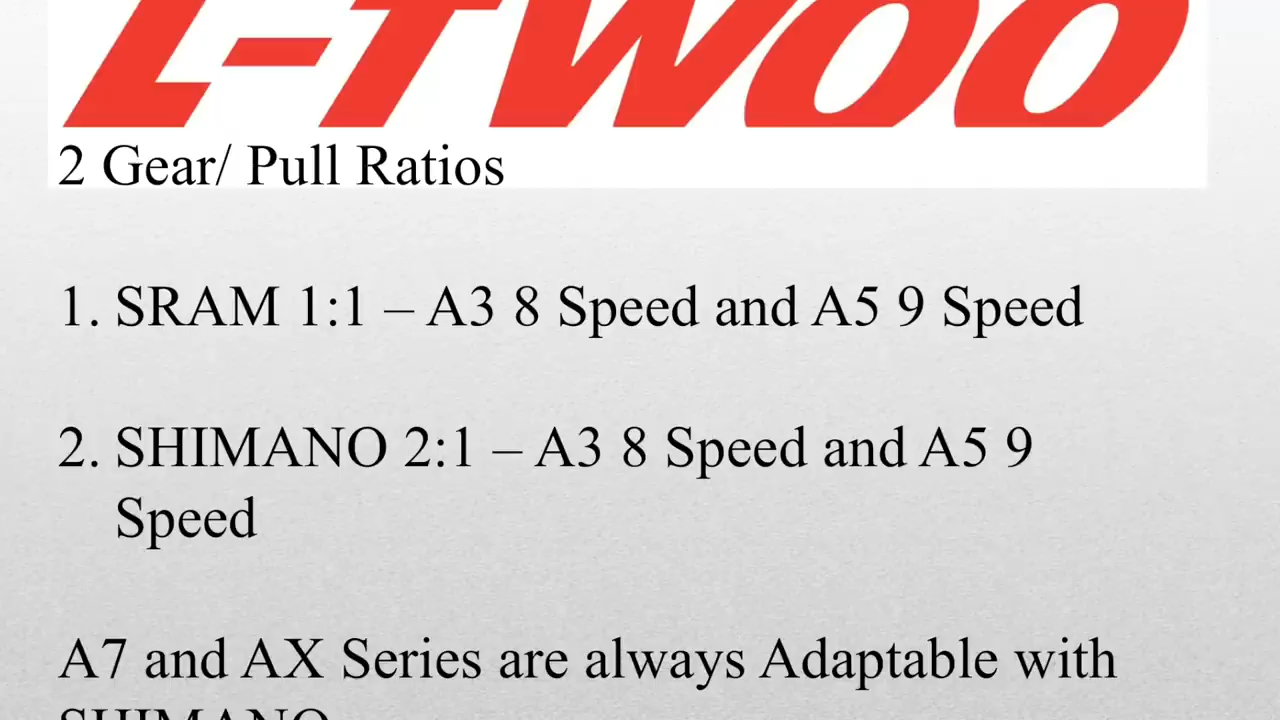 L-TWOO
2 Gear/ Pull Ratios
1. SRAM 1:1 – A3 8 Speed and A5 9 Speed
2. SHIMANO 2:1 – A3 8 Speed and A5 9
Speed
A7 and AX Series are always Adaptable with
SHIMANO